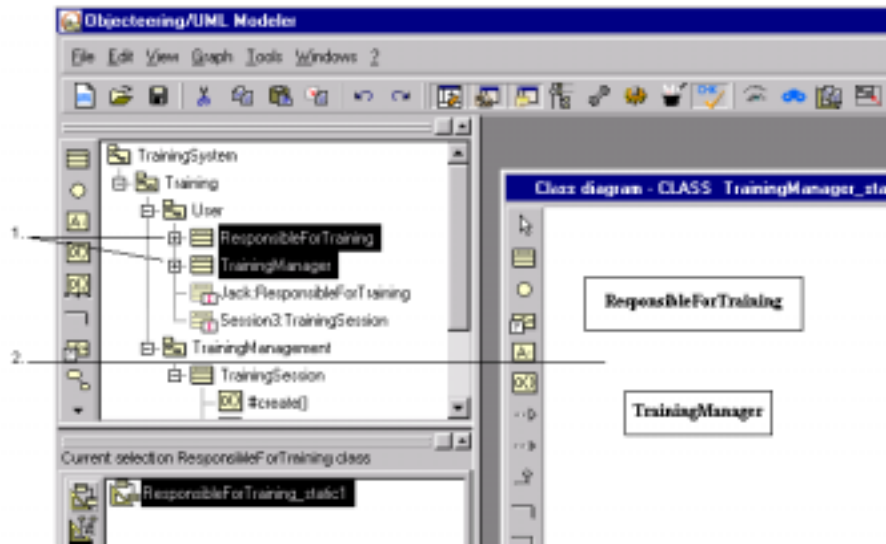 Objecteering/UML Modeler
File Edit View Graph Tools Windows ?
TrainingSystem
Training
User
1.
ResponsibleForTraining
TrainingManager
Jack:ResponsibleForTraining
Session3:TrainingSession
2.
TrainingManagement
TrainingSession
#create()
Current selection ResponsibleForTraining class
ResponsibleForTraining_static1
Class diagram - CLASS TrainingManager_sta
ResponsibleForTraining
TrainingManager